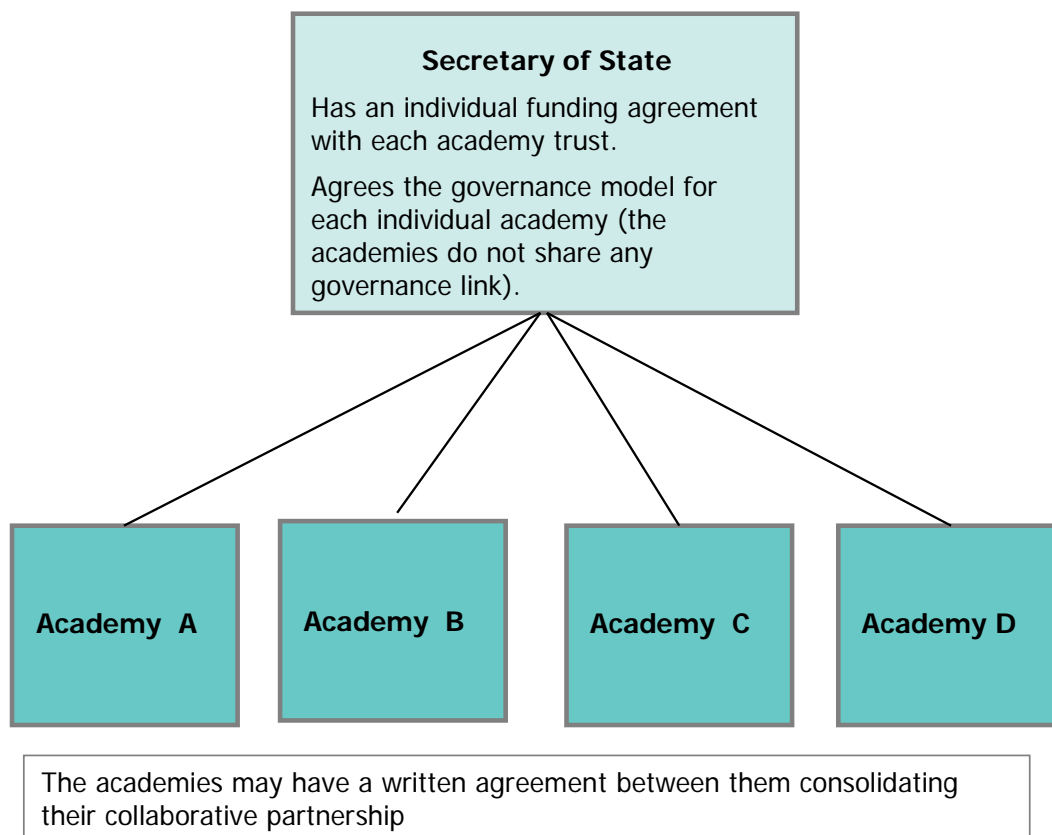 Secretary of State
Has an individual funding agreement
with each academy trust.
Agrees the governance model for
each individual academy (the
academies do not share any
governance link).
Academy A
Academy B
Academy C
Academy D
The academies may have a written agreement between them consolidating
their collaborative partnership